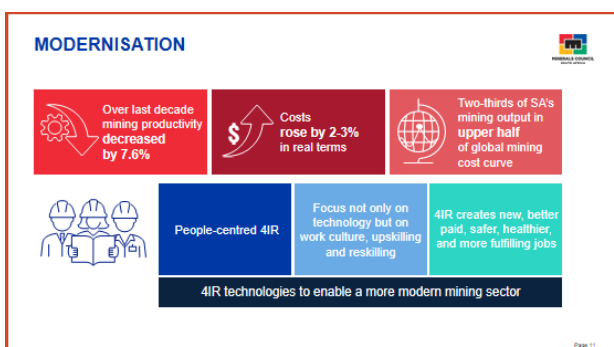 MODERNISATION
MINERALS COUNCIL
SOUTH AFRICA
Over last decade
mining productivity
decreased
by 7.6%
$
Costs
rose by 2-3%
in real terms
Two-thirds of SA's
mining output in
upper half
of global mining
cost curve
People-centred 4IR
Focus not only on
technology but on
work culture, upskilling
and reskilling
4IR creates new, better
paid, safer, healthier,
and more fulfilling jobs
4IR technologies to enable a more modern mining sector
Page 11